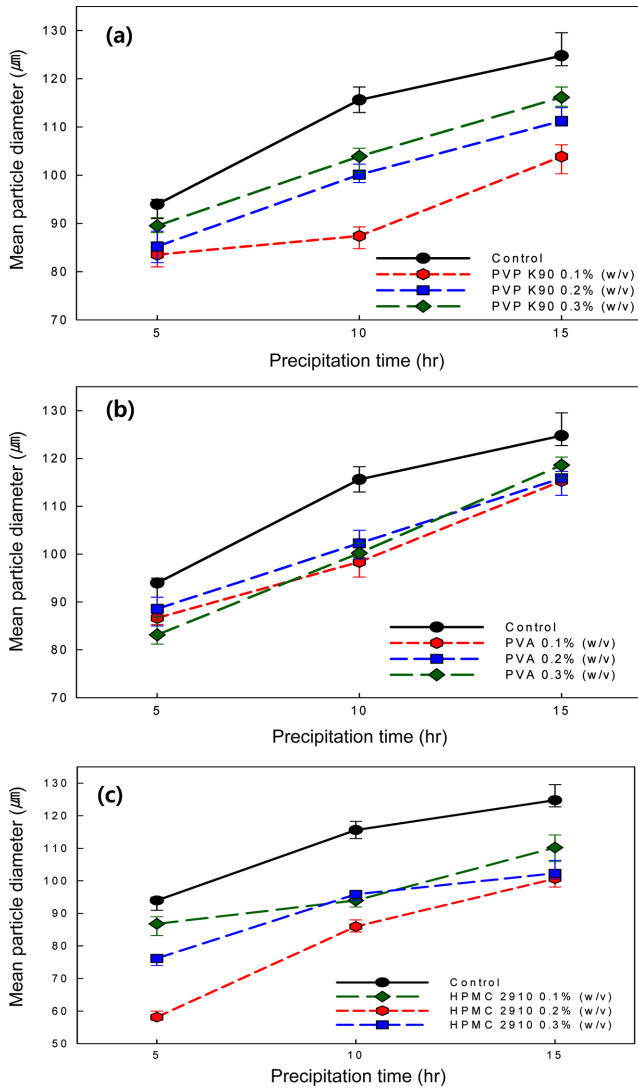 (a)
Mean particle diameter (㎛)
130
120
110
100
90
80
70
5
10
15
Precipitation time (hr)
Control
PVP K90 0.1% (w/v)
PVP K90 0.2% (w/v)
PVP K90 0.3% (w/v)
(b)
Mean particle diameter (㎛)
130
120
110
100
90
80
70
5
10
15
Precipitation time (hr)
Control
PVA 0.1% (w/v)
PVA 0.2% (w/v)
PVA 0.3% (w/v)
(c)
Mean particle diameter (㎛)
130
120
110
100
90
80
70
60
50
5
10
15
Precipitation time (hr)
Control
HPMC 2910 0.1% (w/v)
HPMC 2910 0.2% (w/v)
HPMC 2910 0.3% (w/v)